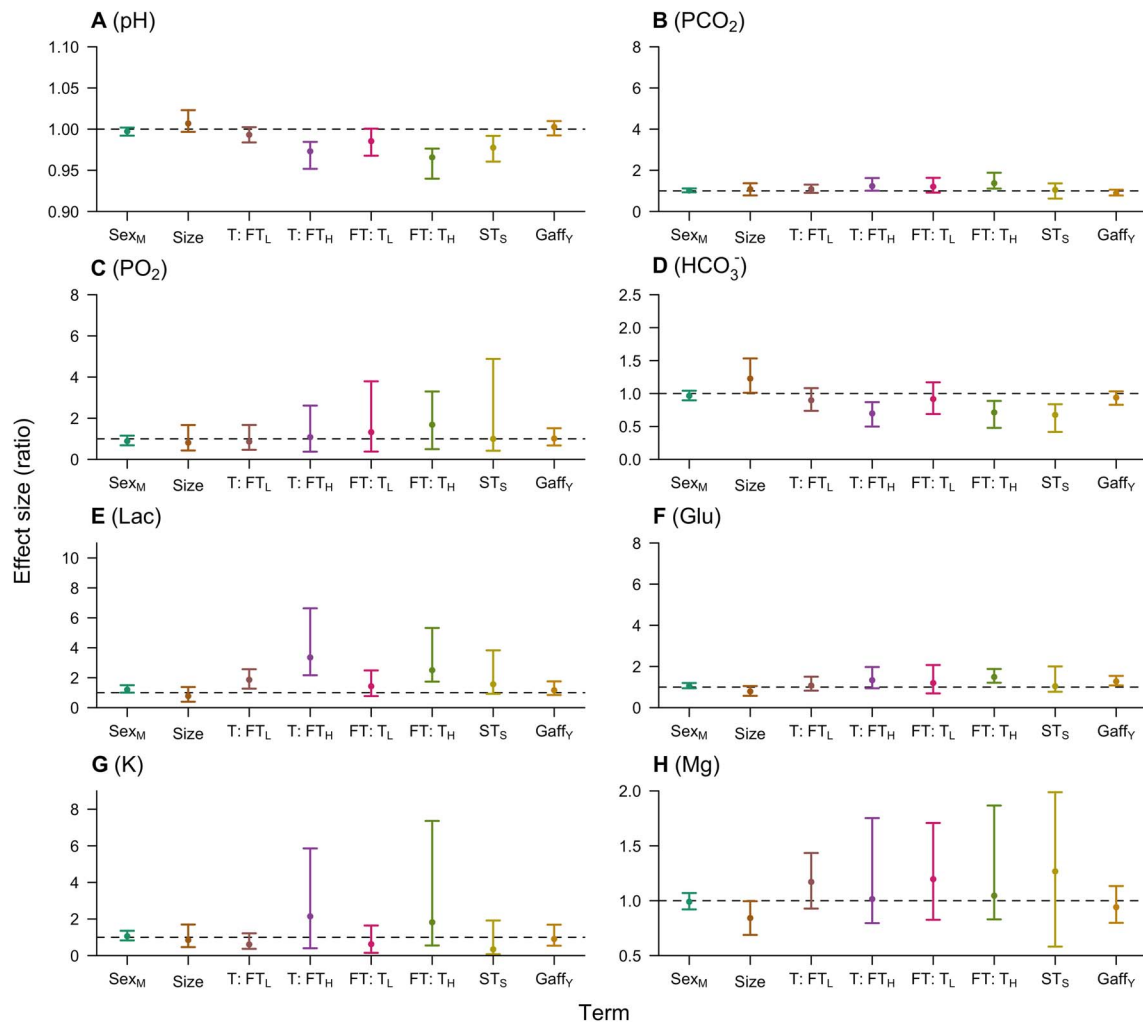 A (pH)
1.10
1.05
1.00
0.95
0.90
Sex_M Size T: FT_L T: FT_H FT: T_L FT: T_H ST_S Gaff_Y
B (PCO₂)
8
6
4
2
0
Sex_M Size T: FT_L T: FT_H FT: T_L FT: T_H ST_S Gaff_Y
C (PO₂)
8
6
4
2
0
Sex_M Size T: FT_L T: FT_H FT: T_L FT: T_H ST_S Gaff_Y
D (HCO₃⁻)
2.5
2.0
1.5
1.0
0.5
0.0
Sex_M Size T: FT_L T: FT_H FT: T_L FT: T_H ST_S Gaff_Y
E (Lac)
10
8
6
4
2
0
Sex_M Size T: FT_L T: FT_H FT: T_L FT: T_H ST_S Gaff_Y
F (Glu)
8
6
4
2
0
Sex_M Size T: FT_L T: FT_H FT: T_L FT: T_H ST_S Gaff_Y
G (K)
8
6
4
2
0
Sex_M Size T: FT_L T: FT_H FT: T_L FT: T_H ST_S Gaff_Y
H (Mg)
2.0
1.5
1.0
0.5
Sex_M Size T: FT_L T: FT_H FT: T_L FT: T_H ST_S Gaff_Y
Effect size (ratio)
Term